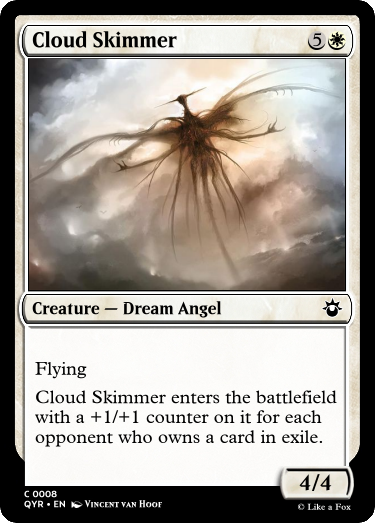 Cloud Skimmer 5
Creature — Dream Angel
Flying
Cloud Skimmer enters the battlefield
with a +1/+1 counter on it for each
opponent who owns a card in exile.
4/4
C 0008
QYR • EN Vincent van Hoof
© Like a Fox